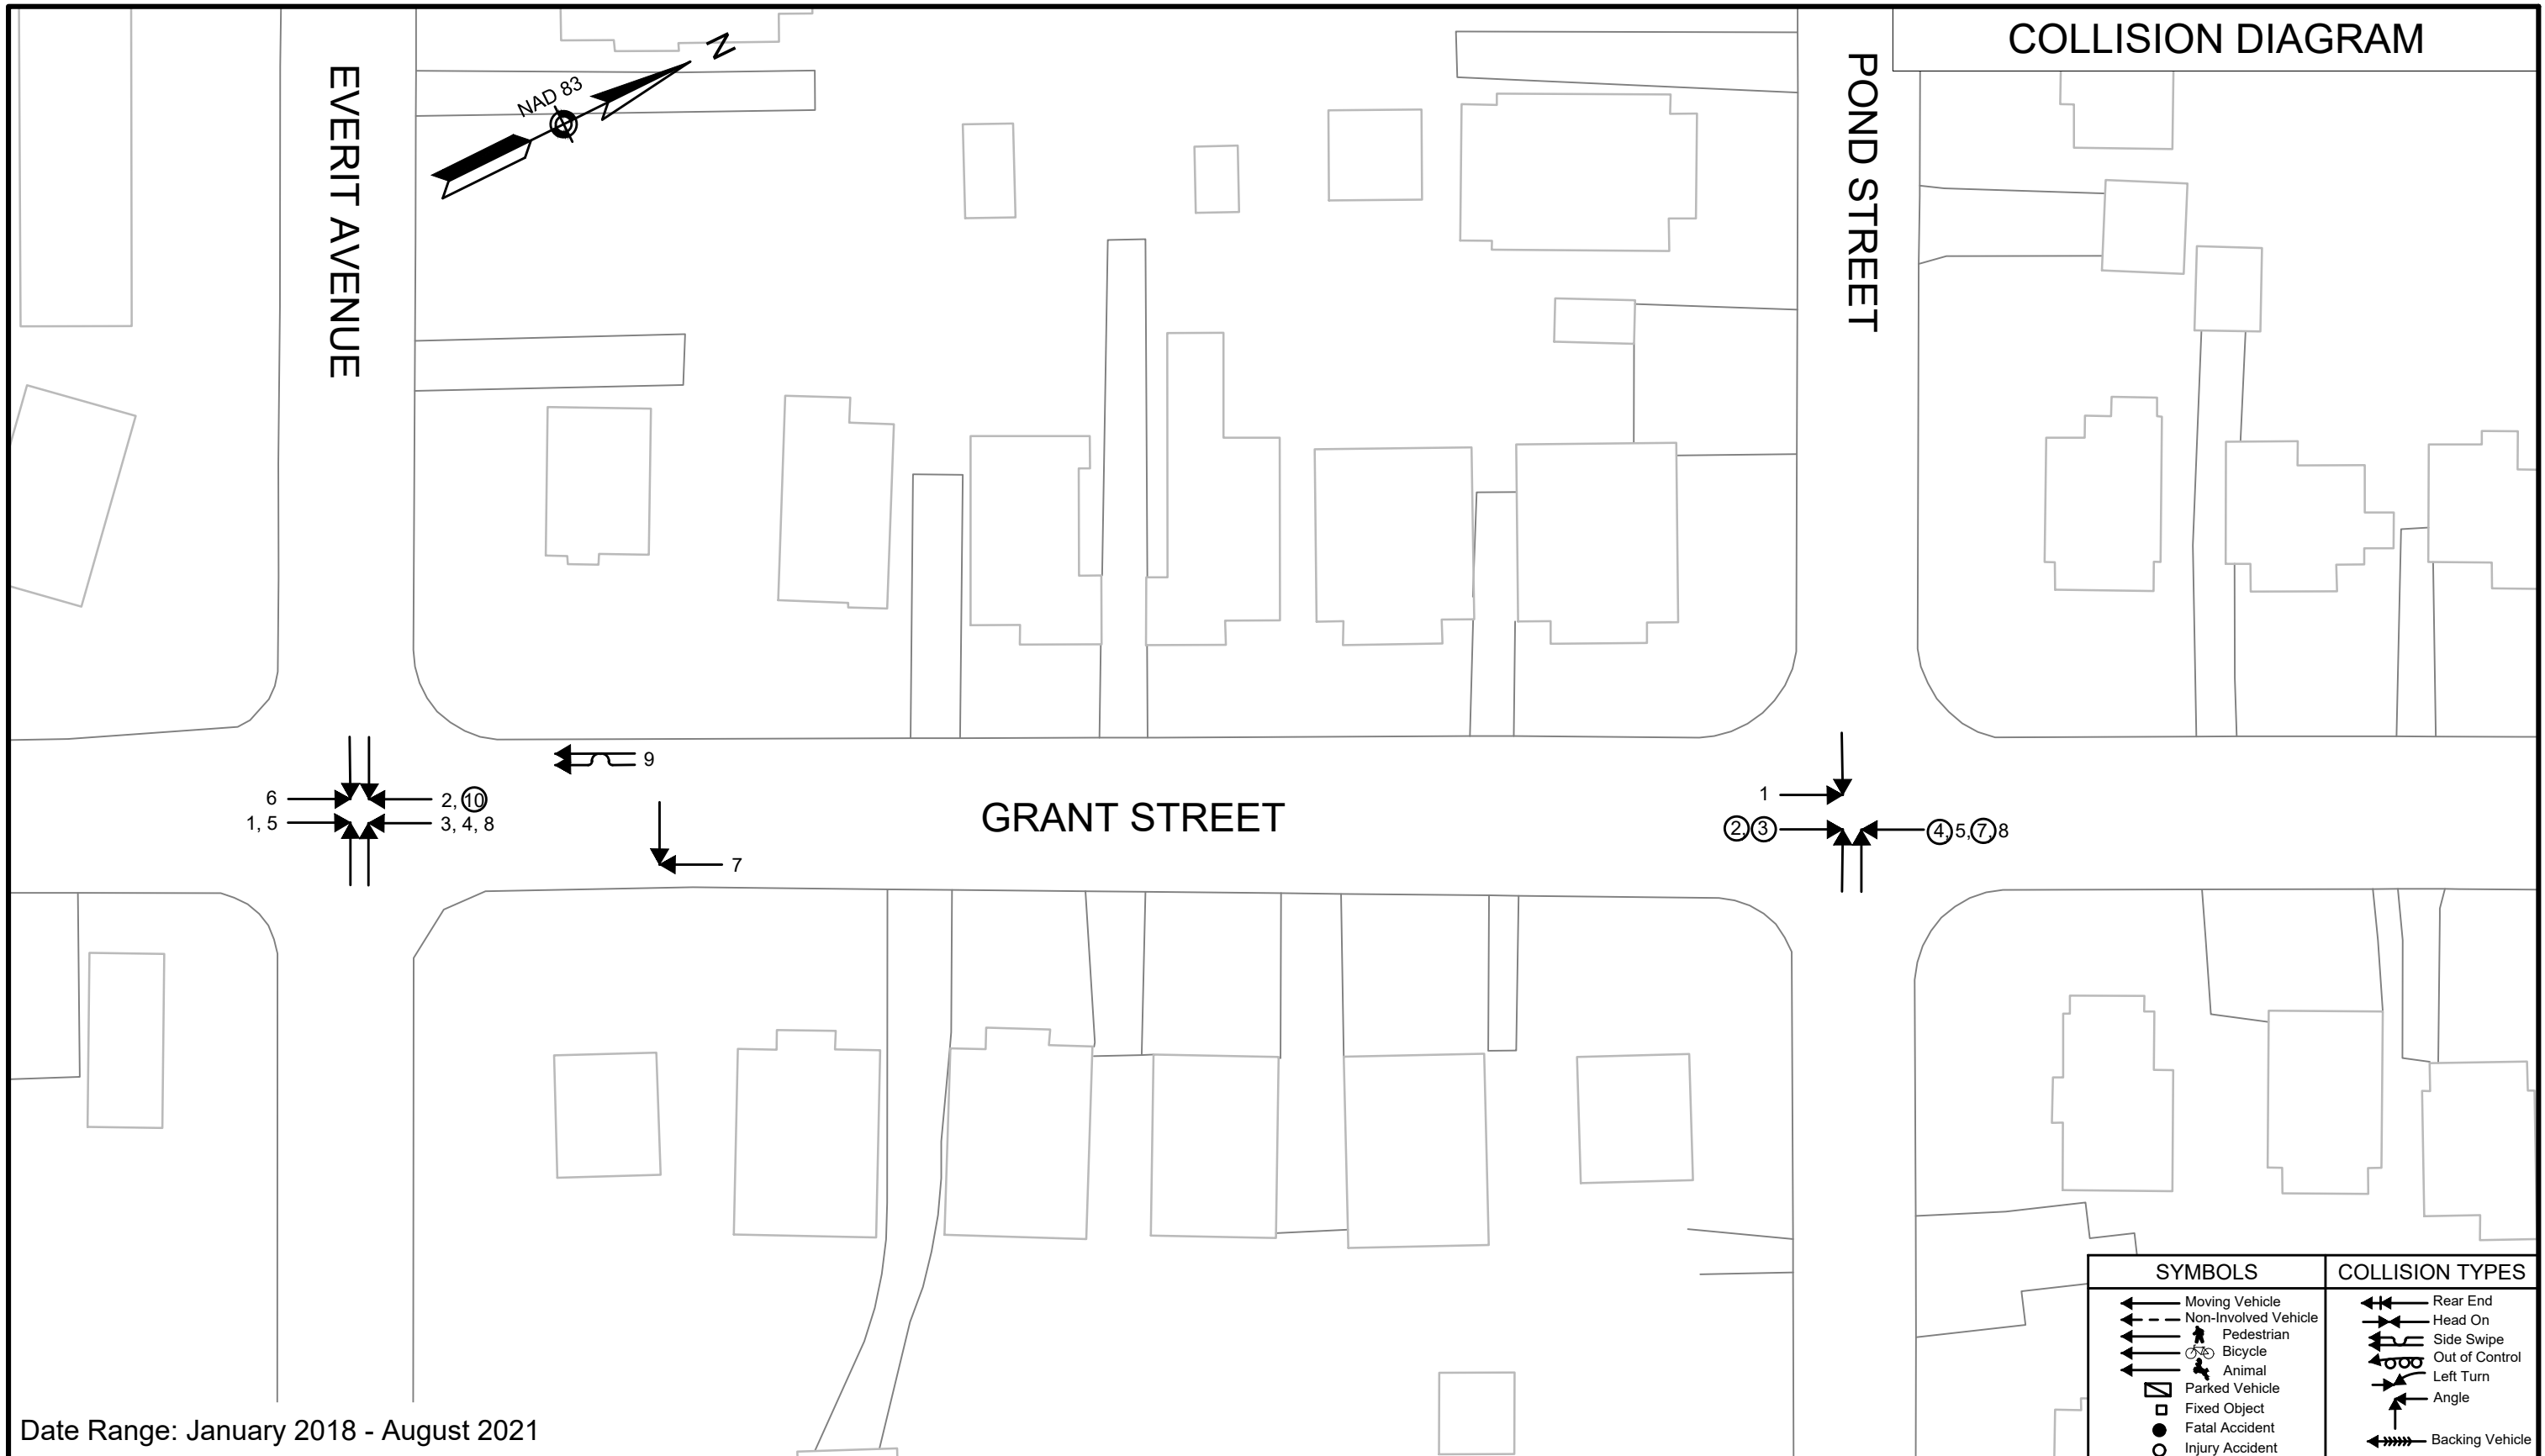 COLLISION DIAGRAM
N
NAD 83
EVERIT AVENUE
POND STREET
9
6
2, 10
1, 5
3, 4, 8
7
GRANT STREET
1
2, 3
4, 5, 7, 8
SYMBOLS
Moving Vehicle
Non-Involved Vehicle
Pedestrian
Bicycle
Animal
Parked Vehicle
Fixed Object
Fatal Accident
Injury Accident
COLLISION TYPES
Rear End
Head On
Side Swipe
Out of Control
Left Turn
Angle
Backing Vehicle
Date Range: January 2018 - August 2021